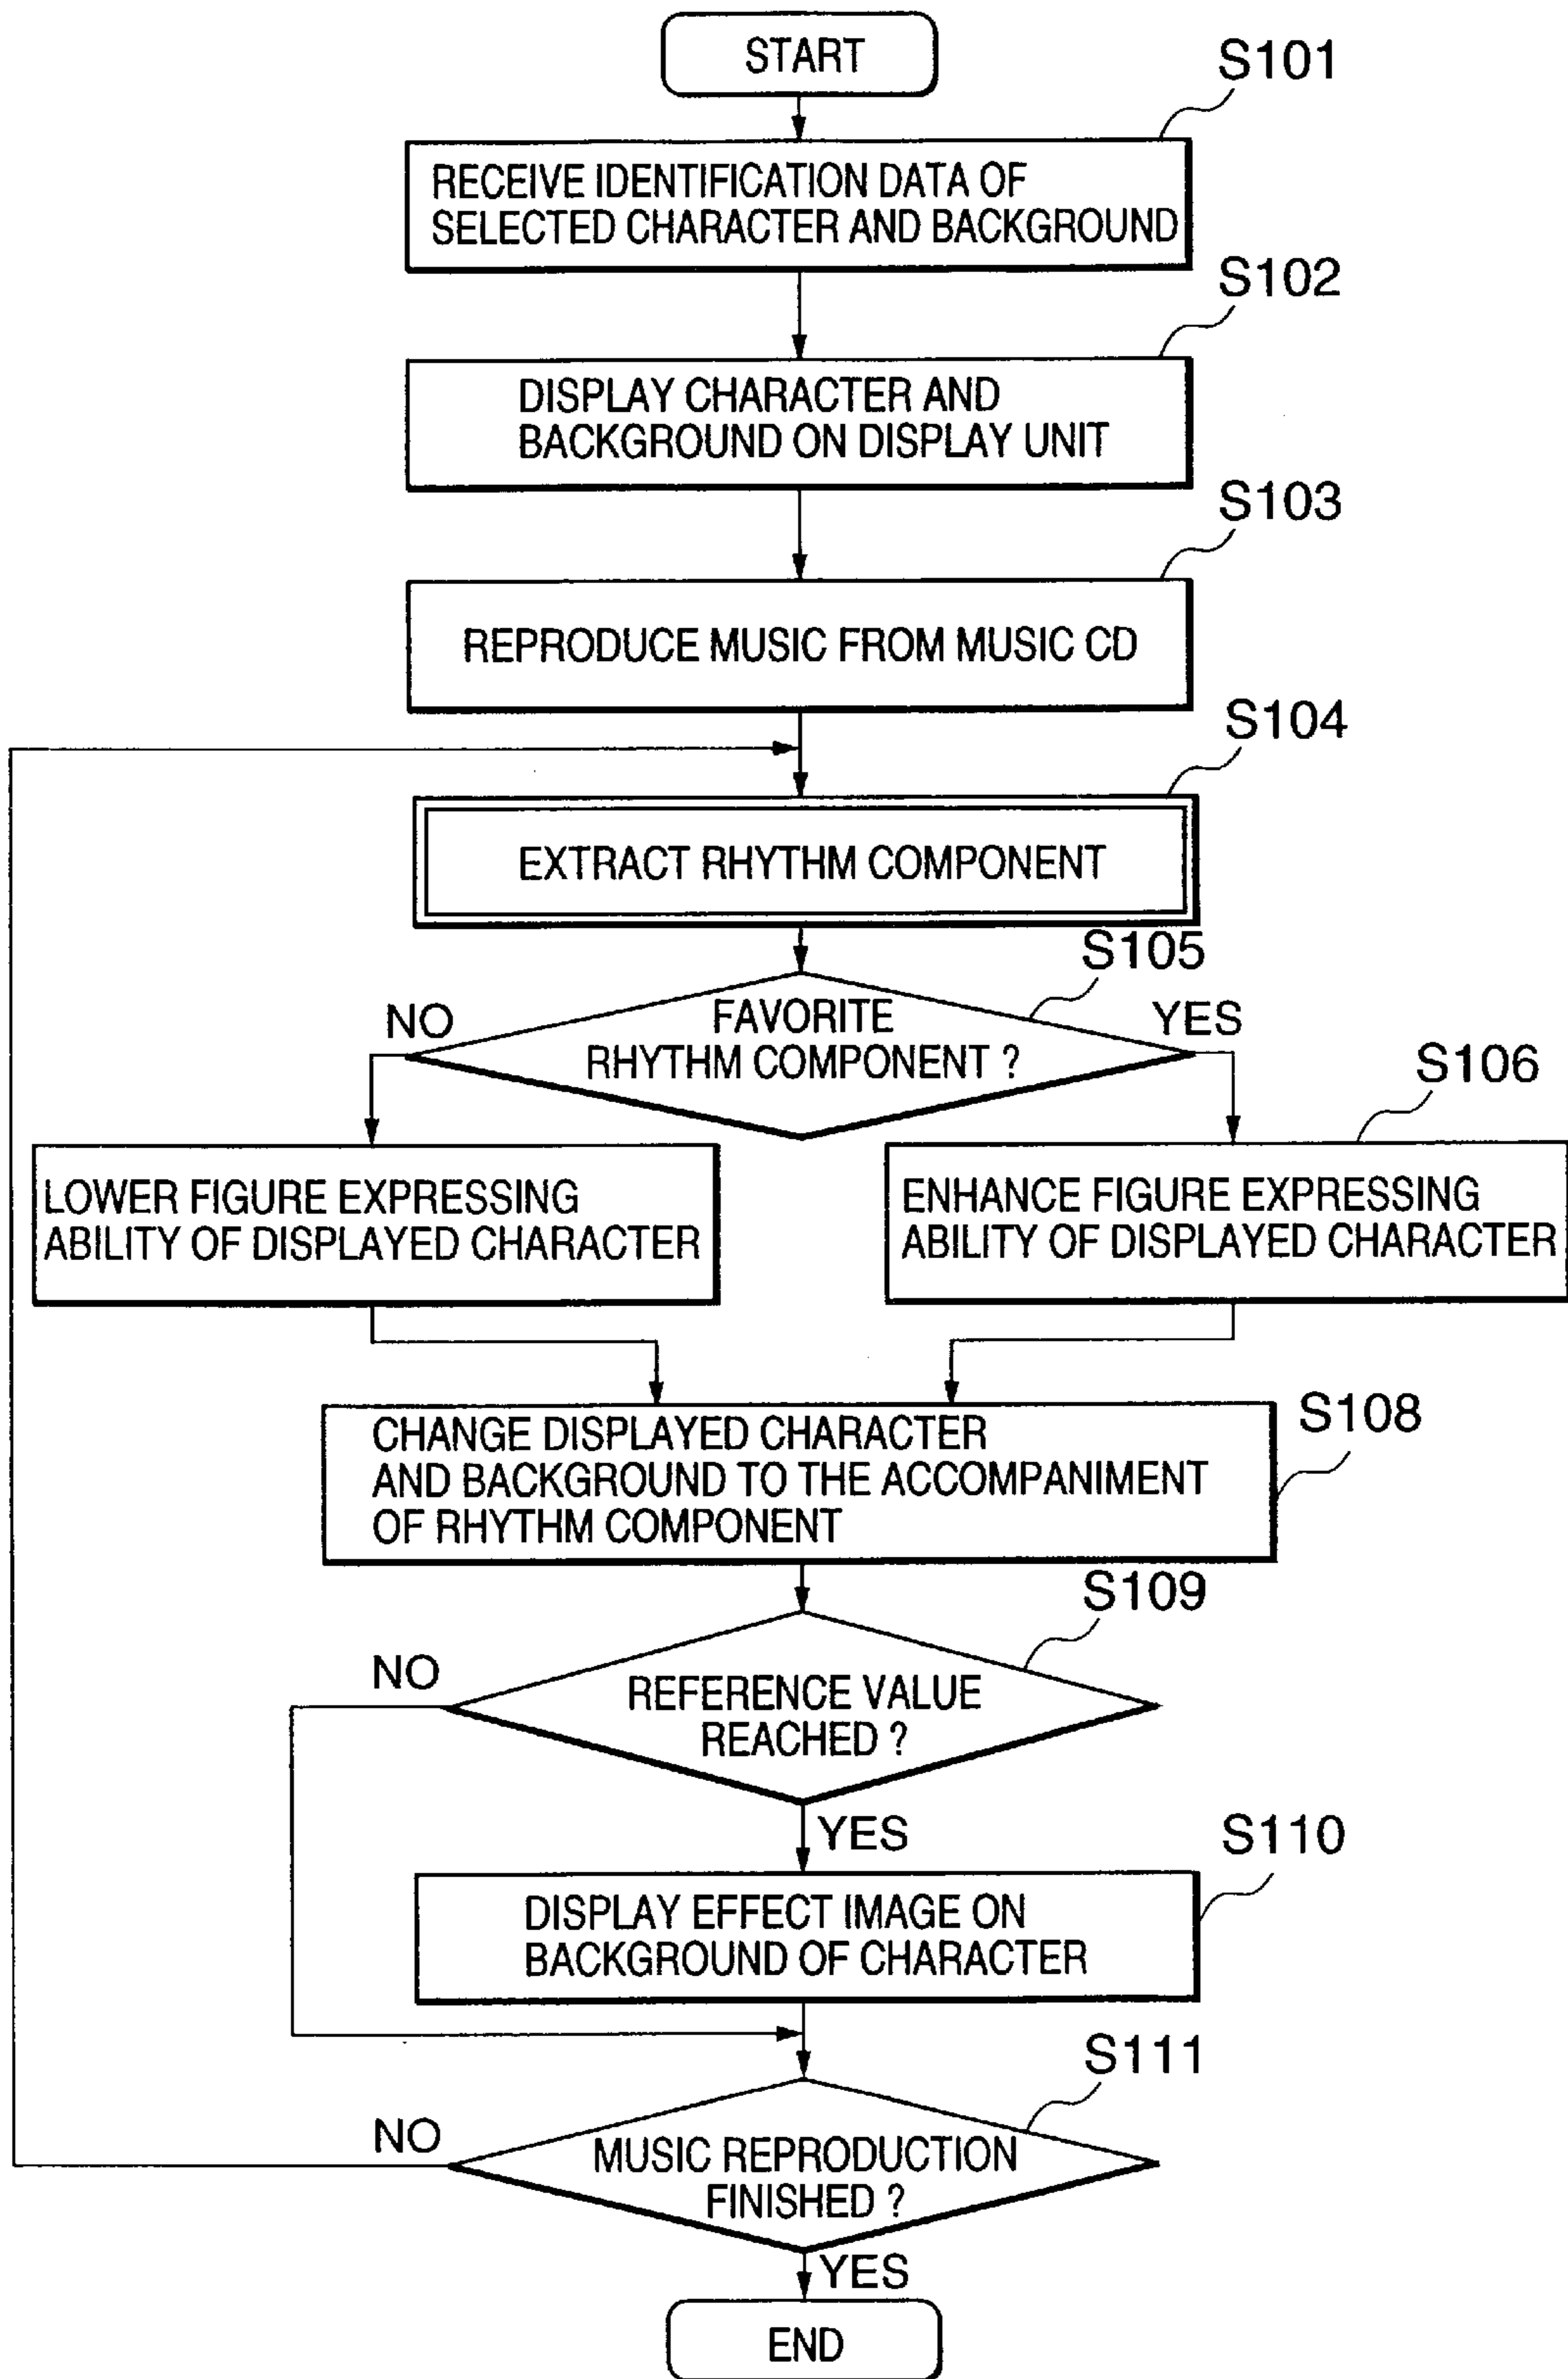 START
S101
RECEIVE IDENTIFICATION DATA OF
SELECTED CHARACTER AND BACKGROUND
S102
DISPLAY CHARACTER AND
BACKGROUND ON DISPLAY UNIT
S103
REPRODUCE MUSIC FROM MUSIC CD
S104
EXTRACT RHYTHM COMPONENT
S105
NO
FAVORITE
RHYTHM COMPONENT ?
YES
S106
LOWER FIGURE EXPRESSING
ABILITY OF DISPLAYED CHARACTER
ENHANCE FIGURE EXPRESSING
ABILITY OF DISPLAYED CHARACTER
S108
CHANGE DISPLAYED CHARACTER
AND BACKGROUND TO THE ACCOMPANIMENT
OF RHYTHM COMPONENT
S109
NO
REFERENCE VALUE
REACHED ?
YES
S110
DISPLAY EFFECT IMAGE ON
BACKGROUND OF CHARACTER
S111
NO
MUSIC REPRODUCTION
FINISHED ?
YES
END